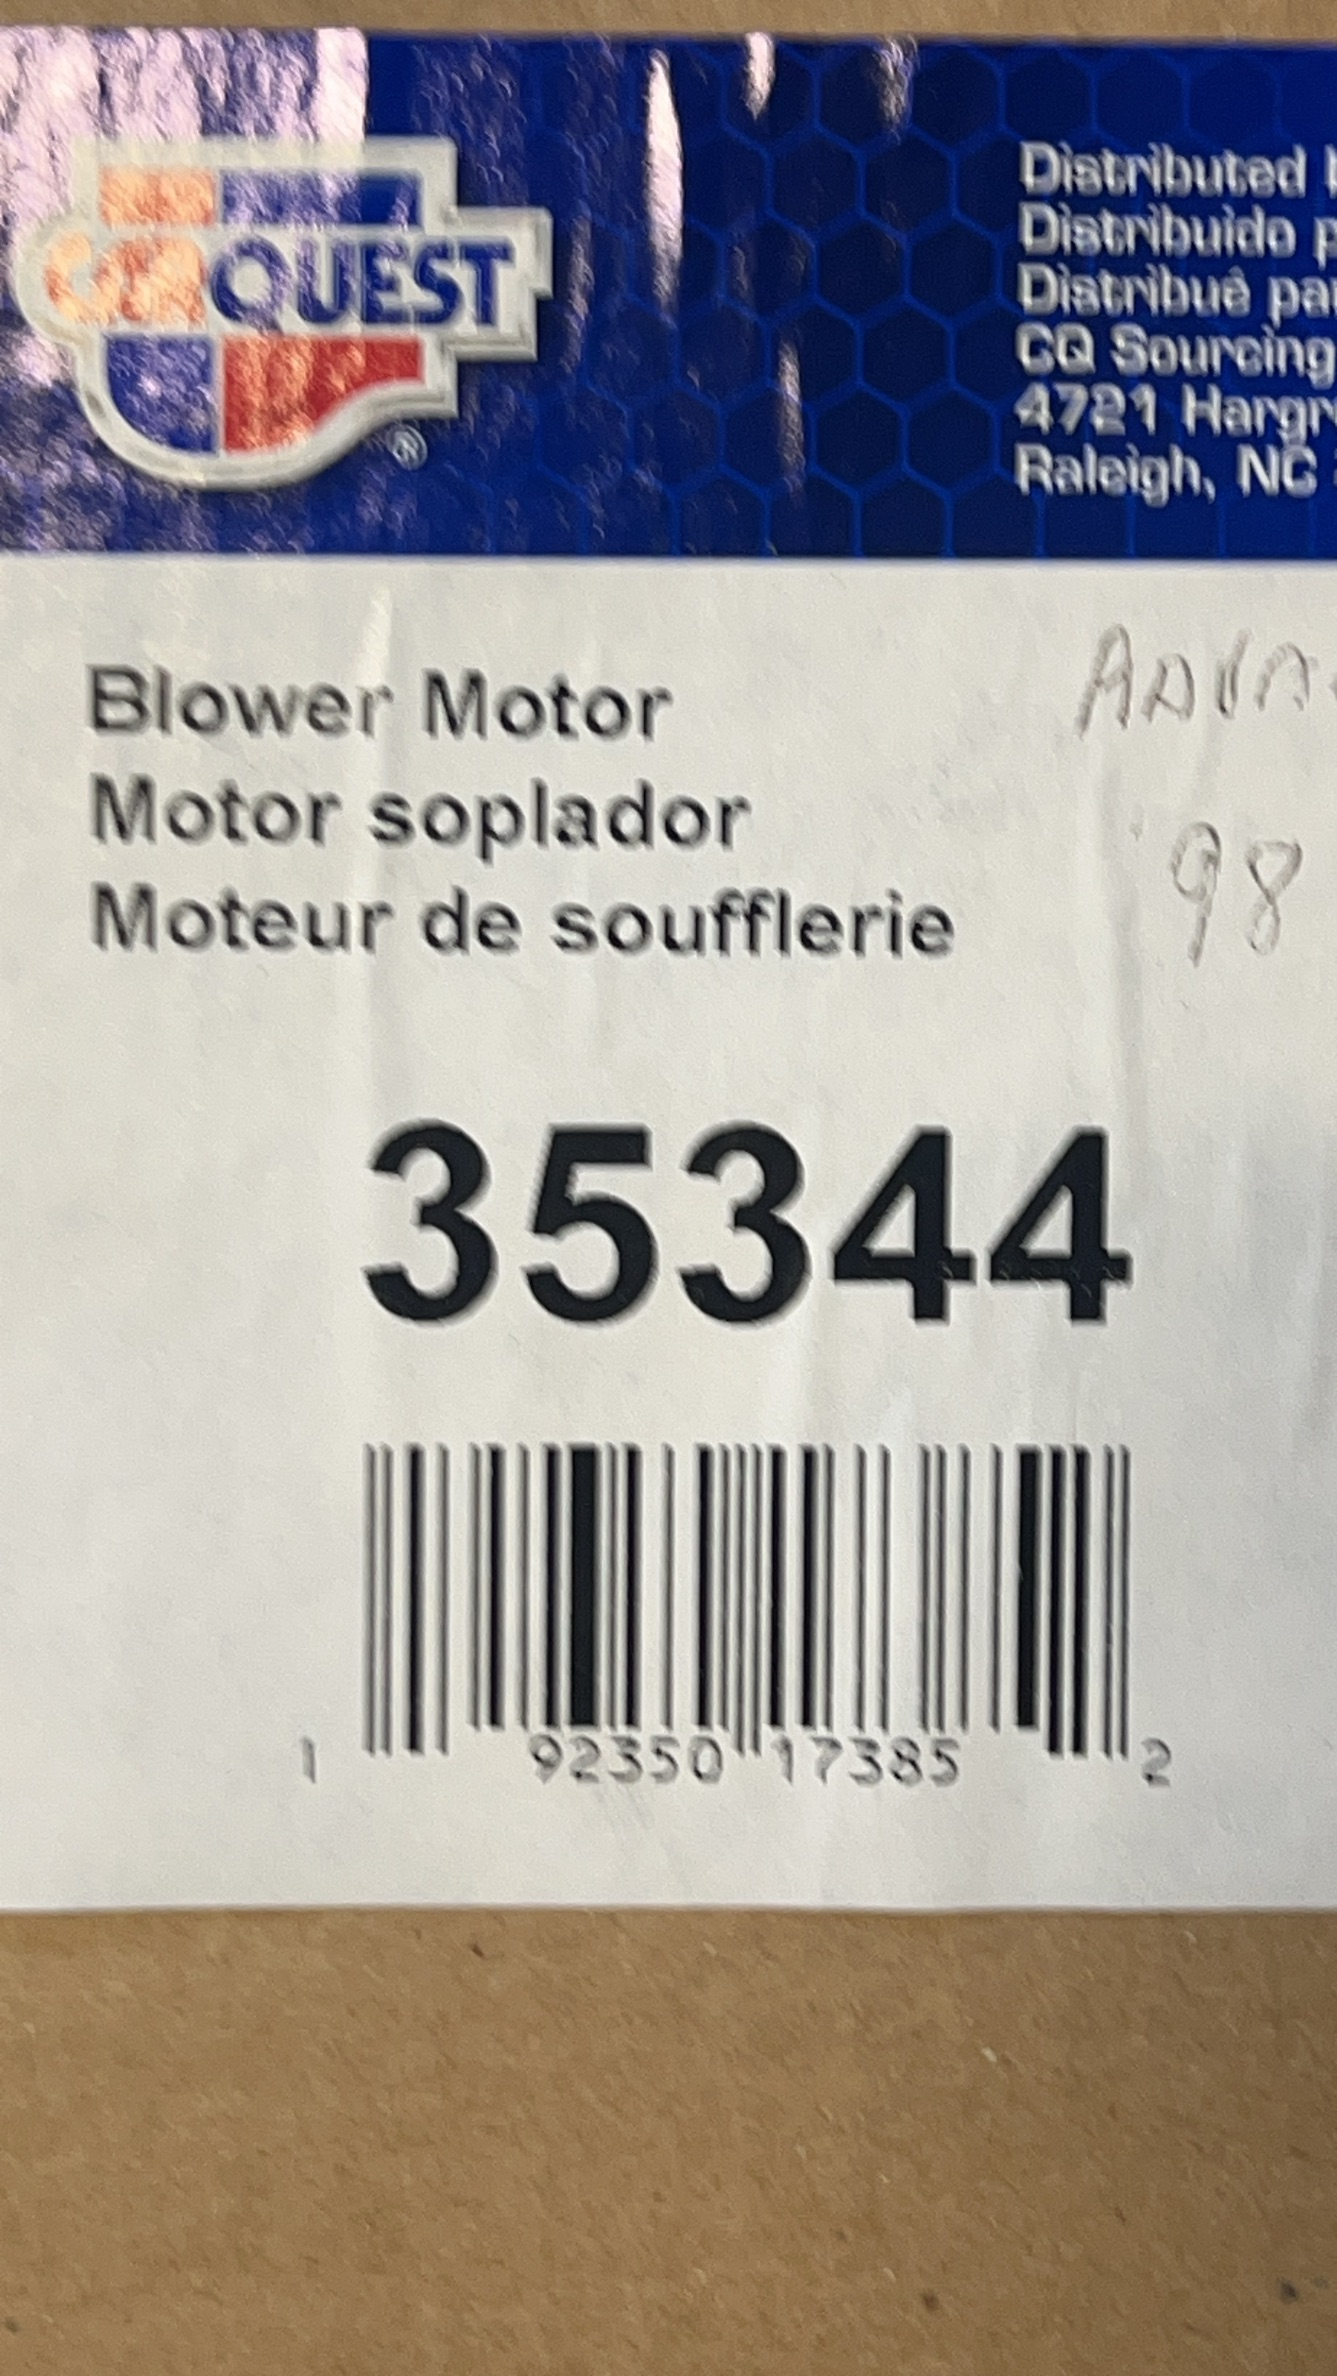 CARQUEST
®
Distributed
Distribuido
Distribué
CQ Sourcing
4721
Raleigh, NC
Blower Motor
Motor soplador
Moteur de soufflerie
'98
35344
1 92350 17385 2